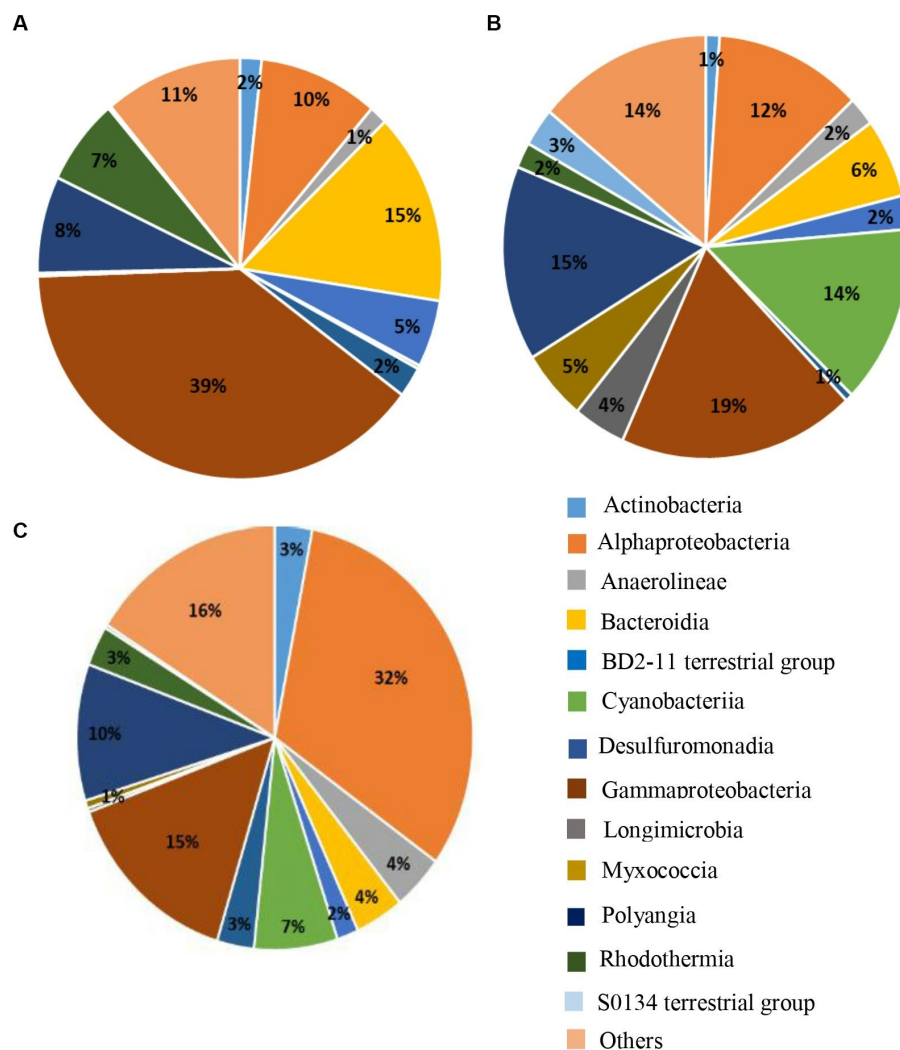 A
2%
10%
1%
15%
5%
2%
39%
8%
7%
11%
B
1%
12%
2%
6%
2%
14%
1%
19%
4%
5%
15%
2%
3%
14%
C
3%
32%
4%
4%
2%
7%
3%
15%
1%
10%
3%
16%
Actinobacteria
Alphaproteobacteria
Anaerolineae
Bacteroidia
BD2-11 terrestrial group
Cyanobacteriia
Desulfuromonadia
Gammaproteobacteria
Longimicrobia
Myxococcia
Polyangia
Rhodothermia
S0134 terrestrial group
Others